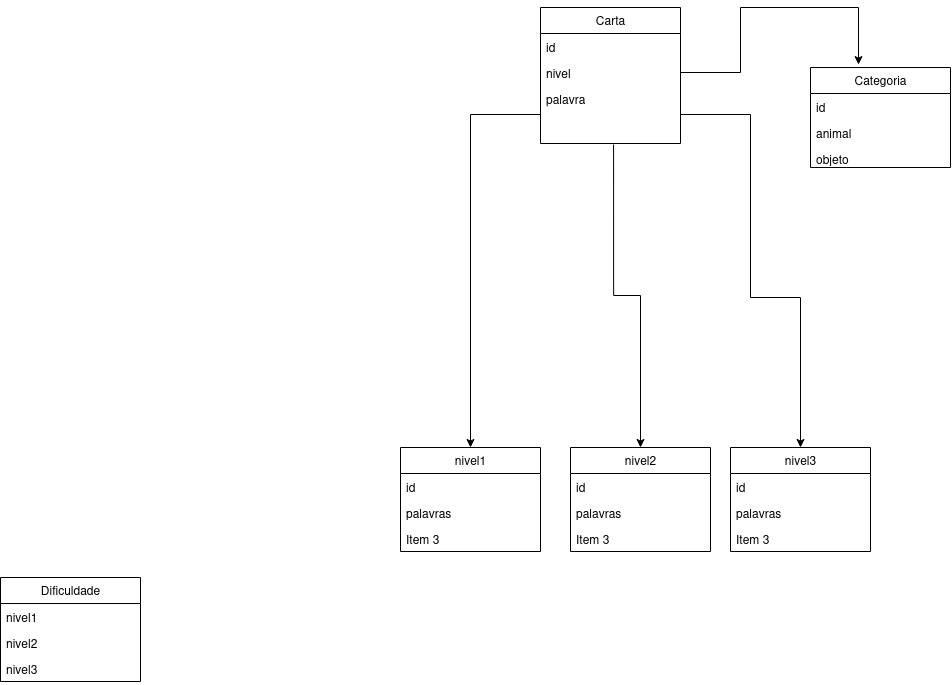 Carta
id
nivel
palavra
Categoria
id
animal
objeto
nivel1
id
palavras
Item 3
nivel2
id
palavras
Item 3
nivel3
id
palavras
Item 3
Dificuldade
nivel1
nivel2
nivel3